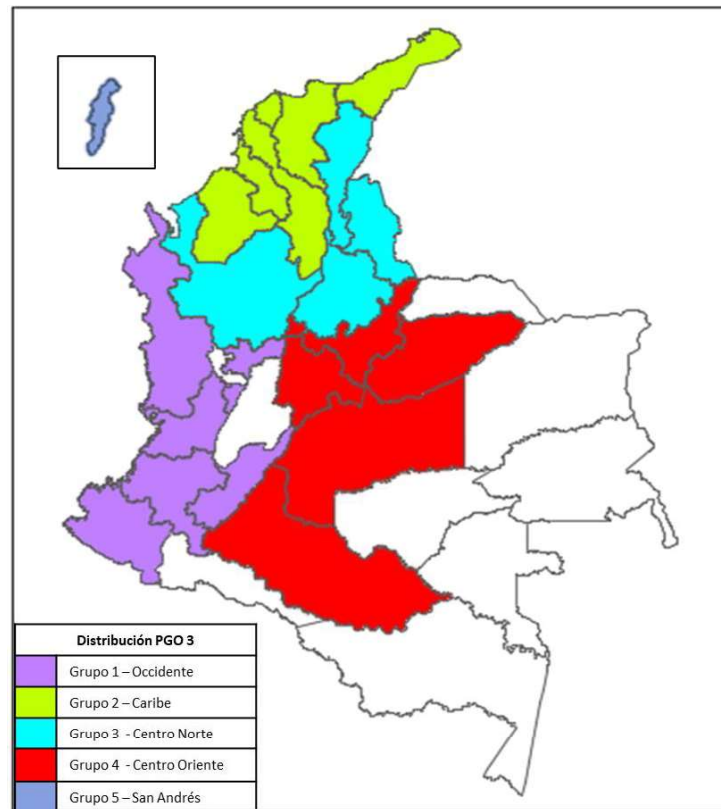 Distribución PGO 3
Grupo 1 – Occidente
Grupo 2 – Caribe
Grupo 3 - Centro Norte
Grupo 4 - Centro Oriente
Grupo 5 – San Andrés